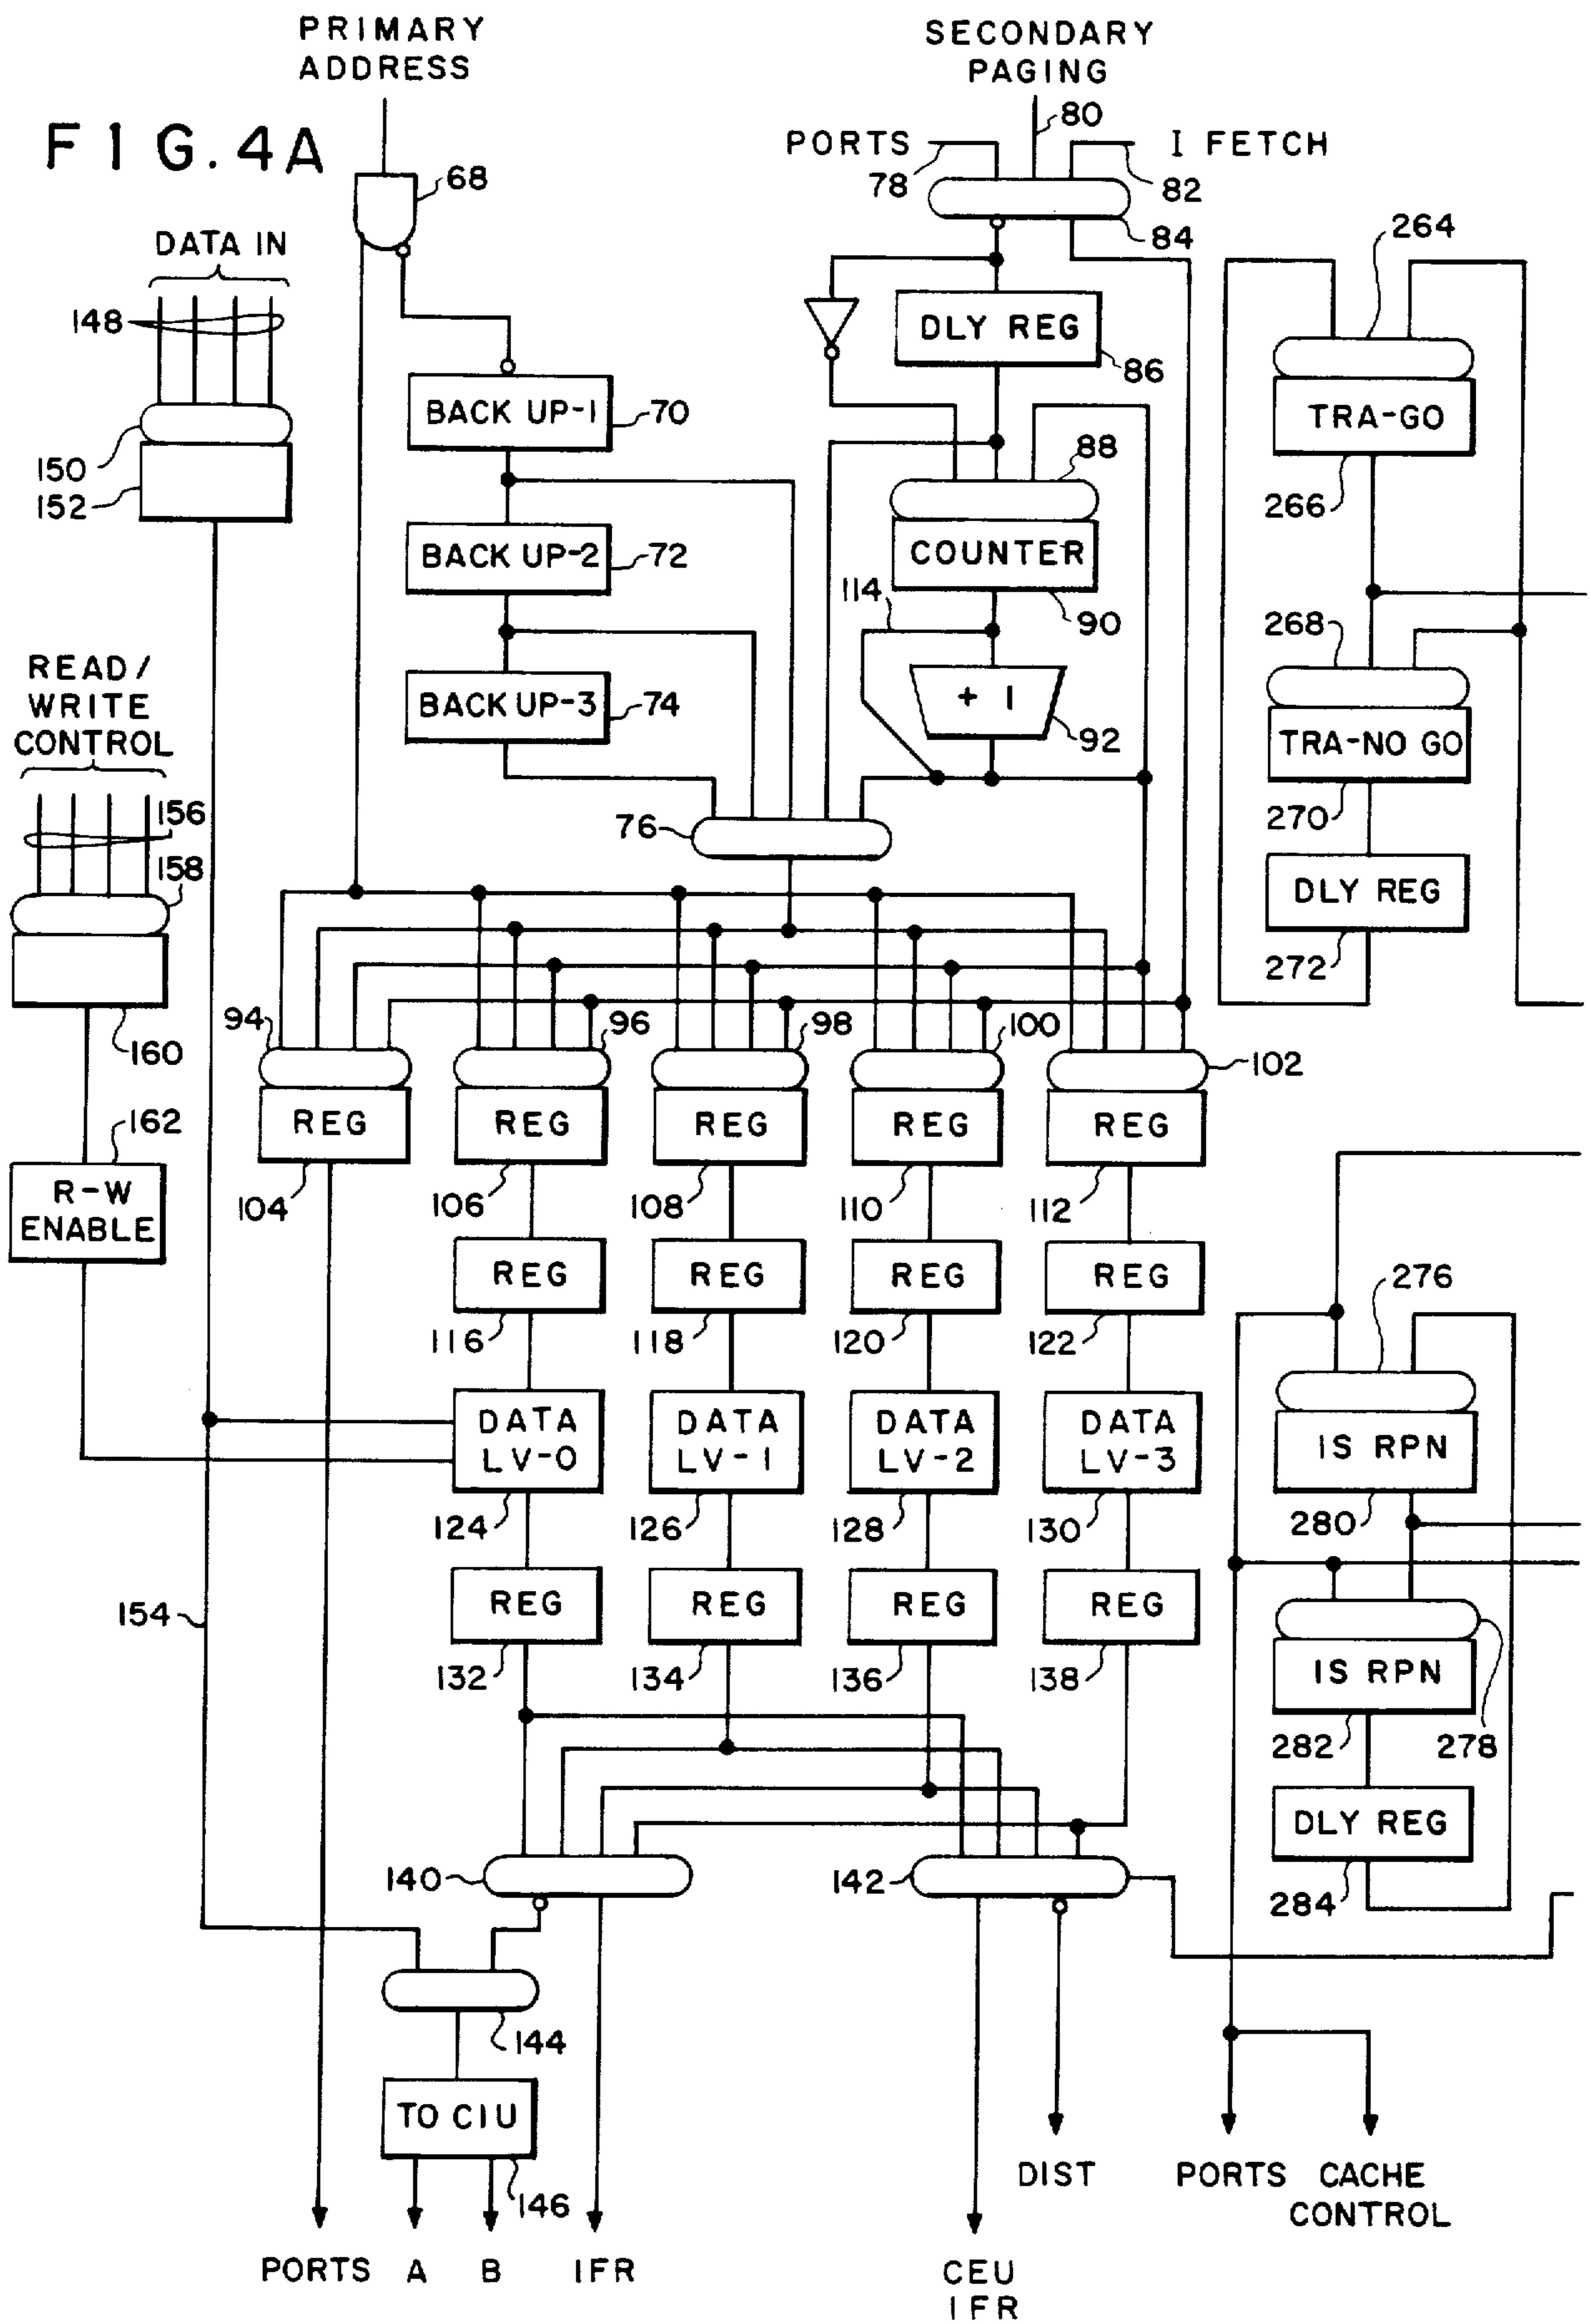 PRIMARY
ADDRESS
SECONDARY
PAGING
FIG. 4A
80
PORTS
I FETCH
78
82
68
84
264
DATA IN
148
DLY REG
86
BACK UP-1
70
TRA-GO
150
152
88
266
BACK UP-2
72
COUNTER
114
90
268
READ/
WRITE
CONTROL
BACK UP-3
74
+ 1
92
TRA-NO GO
270
156
76
158
DLY REG
272
94
96
98
100
102
160
REG
REG
REG
REG
REG
162
R-W
ENABLE
104
106
108
110
112
REG
REG
REG
REG
276
116
118
120
122
DATA
LV-0
DATA
LV-1
DATA
LV-2
DATA
LV-3
IS RPN
124
126
128
130
280
154
REG
REG
REG
REG
132
134
136
138
IS RPN
282
278
DLY REG
140
142
284
144
TO CIU
146
DIST
PORTS
CACHE
CONTROL
PORTS
A
B
IFR
CEU
IFR